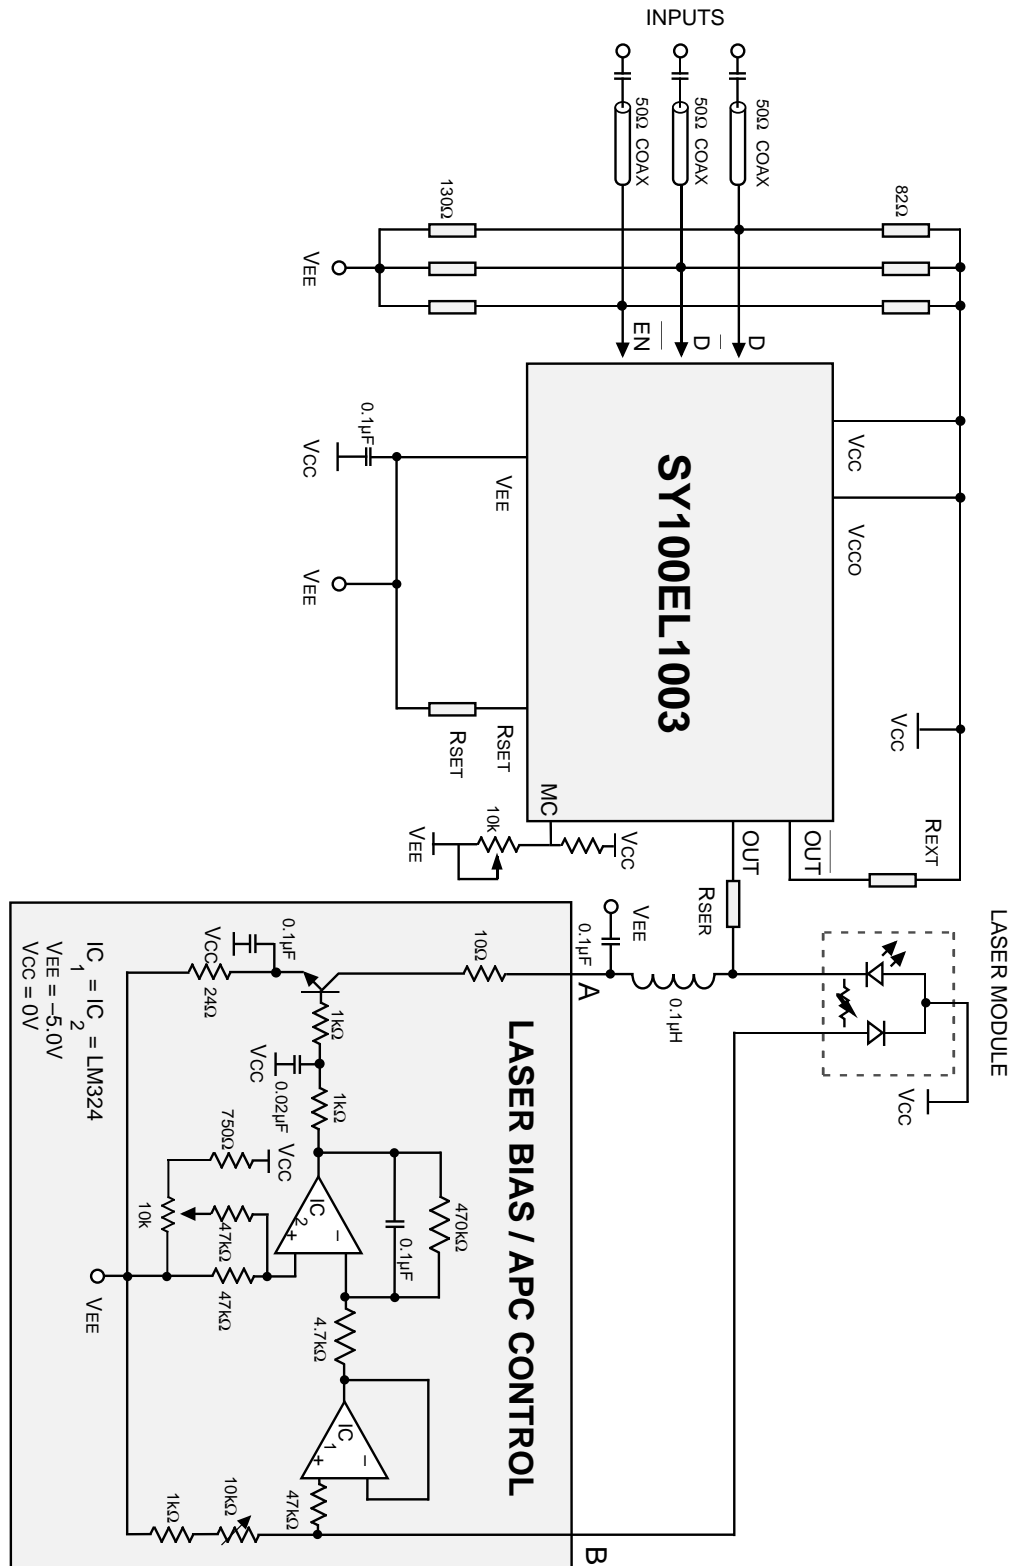 INPUTS
50Ω COAX
50Ω COAX
50Ω COAX
130Ω
82Ω
VEE
EN
D
D
0.1µF
VCC
VEE
VCC
VCCO
SY100EL1003
VEE
RSET
RSET
VCC
MC
10k
VEE
VCC
OUT
OUT
REXT
RSER
LASER MODULE
VCC
VEE
0.1µF
0.1µH
A
LASER BIAS / APC CONTROL
10Ω
0.1µF
VCC
24Ω
1kΩ
VCC
0.02µF
1kΩ
470kΩ
0.1µF
IC2
+
–
750Ω
VCC
10k
47kΩ
47kΩ
VEE
4.7kΩ
IC1
+
–
47kΩ
10kΩ
1kΩ
B
IC1 = IC2 = LM324
VEE = –5.0V
VCC = 0V